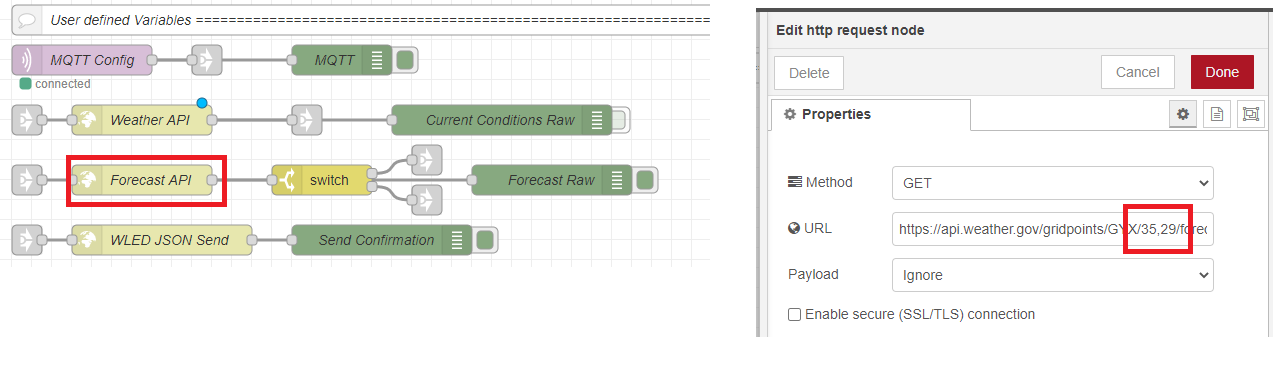 User defined Variables ================================================================
MQTT Config
MQTT
connected
Weather API
Current Conditions Raw
Forecast API
switch
Forecast Raw
WLED JSON Send
Send Confirmation
Edit http request node
Delete
Cancel
Done
Properties
Method
GET
URL
https://api.weather.gov/gridpoints/GYX/35,29/forec
Payload
Ignore
Enable secure (SSL/TLS) connection